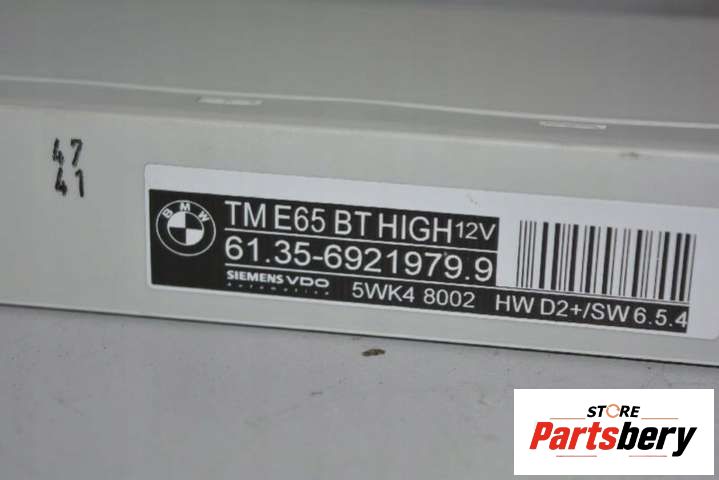 47
41
BMW
TM E65 BT HIGH 12V
61.35-6921979.9
SIEMENS VDO
Automotive
5WK4 8002 HW D2+/SW 6.5.4
STORE
Partsbery